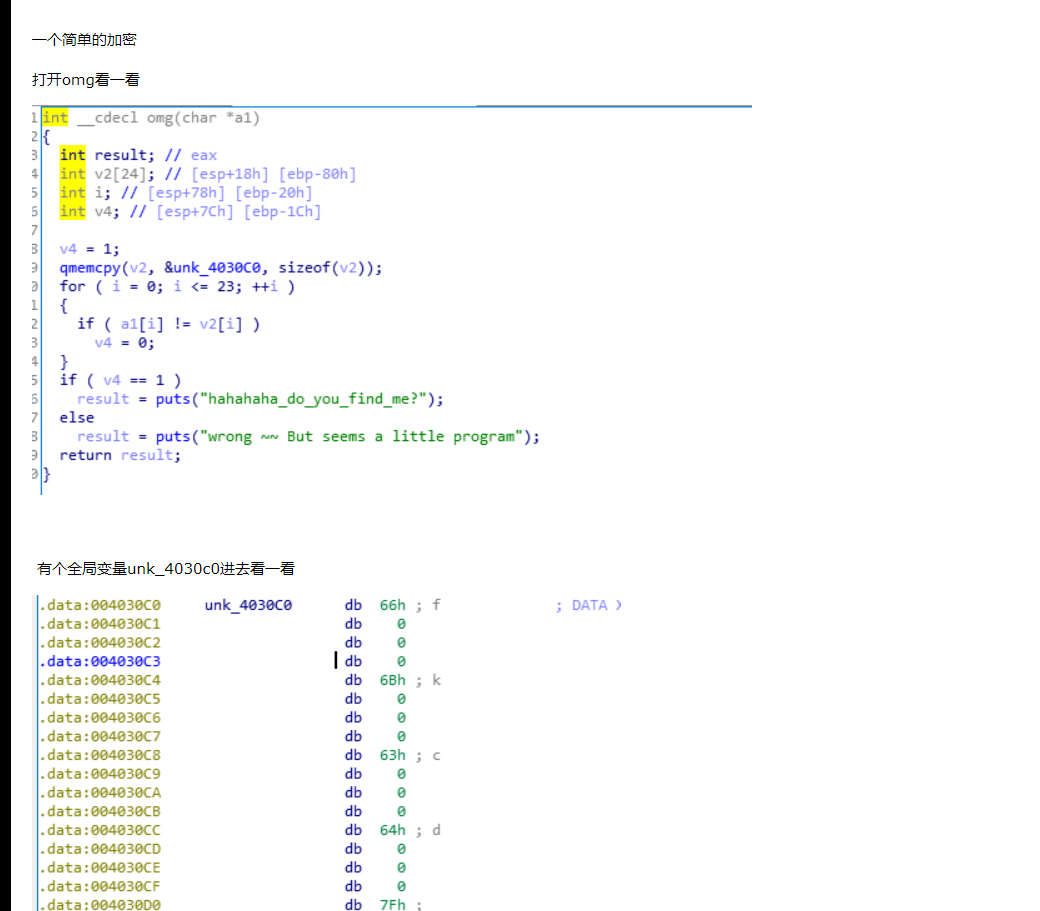 一个简单的加密
打开omg看一看
1 int __cdecl omg(char *a1)
2 {
3 int result; // eax
4 int v2[24]; // [esp+18h] [ebp-80h]
5 int i; // [esp+78h] [ebp-20h]
6 int v4; // [esp+7Ch] [ebp-1Ch]
7
8 v4 = 1;
9 qmemcpy(v2, &unk_4030C0, sizeof(v2));
0 for ( i = 0; i <= 23; ++i )
1 {
2 if ( a1[i] != v2[i] )
3 v4 = 0;
4 }
5 if ( v4 == 1 )
6 result = puts("hahahaha_do_you_find_me?");
7 else
8 result = puts("wrong ~~ But seems a little program");
9 return result;
0 }
有个全局变量unk_4030c0进去看一看
.data:004030C0 unk_4030C0 db 66h ; f ; DATA X
.data:004030C1 db 0
.data:004030C2 db 0
.data:004030C3 db 0
.data:004030C4 db 6Bh ; k
.data:004030C5 db 0
.data:004030C6 db 0
.data:004030C7 db 0
.data:004030C8 db 63h ; c
.data:004030C9 db 0
.data:004030CA db 0
.data:004030CB db 0
.data:004030CC db 64h ; d
.data:004030CD db 0
.data:004030CE db 0
.data:004030CF db 0
.data:004030D0 db 7Fh ;